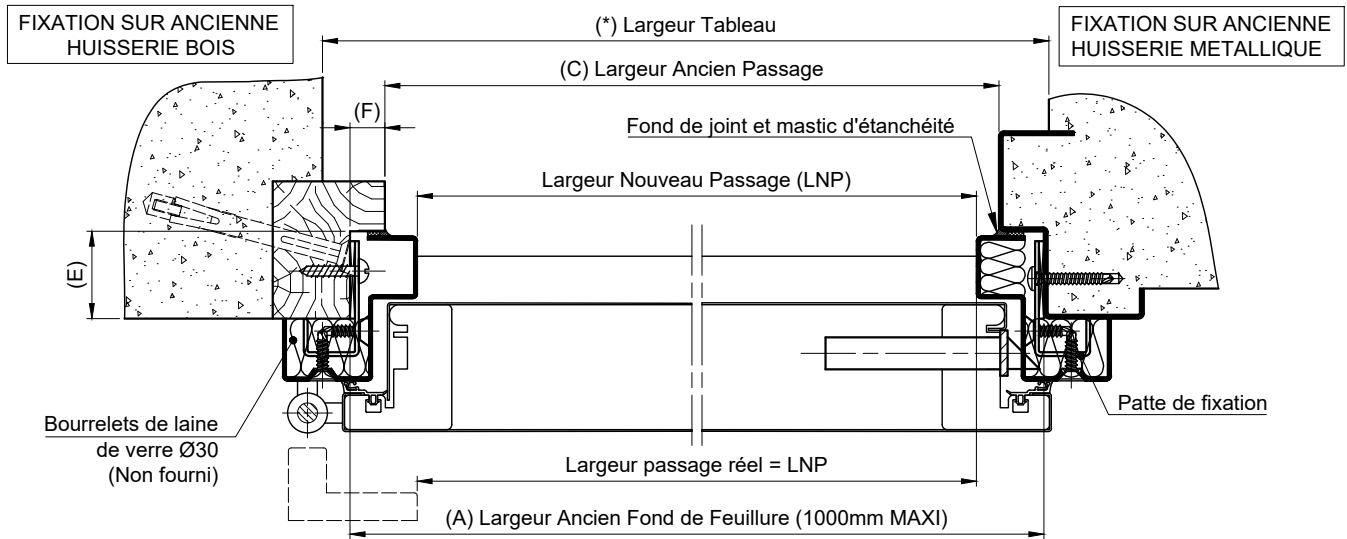 FIXATION SUR ANCIENNE
HUISSERIE BOIS
(*) Largeur Tableau
FIXATION SUR ANCIENNE
HUISSERIE METALLIQUE
(C) Largeur Ancien Passage
(F)
Fond de joint et mastic d'étanchéité
Largeur Nouveau Passage (LNP)
(E)
Bourrelets de laine
de verre Ø30
(Non fourni)
Patte de fixation
Largeur passage réel = LNP
(A) Largeur Ancien Fond de Feuillure (1000mm MAXI)